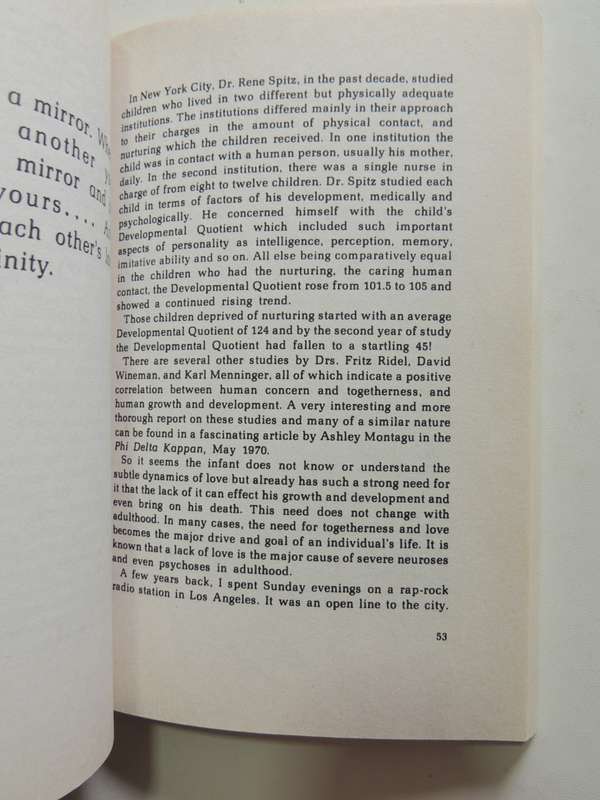 a mirror.
another
mirror and
yours....
each other's
inity.
In New York City, Dr. Rene Spitz, in the past decade, studied
children who lived in two different but physically adequate
institutions. The institutions differed mainly in their approach
to their charges in the amount of physical contact, and
nurturing which the children received. In one institution the
child was in contact with a human person, usually his mother,
daily. In the second institution, there was a single nurse in
charge of from eight to twelve children. Dr. Spitz studied each
child in terms of factors of his development, medically and
psychologically. He concerned himself with the child's
Developmental Quotient which included such important
aspects of personality as intelligence, perception, memory,
imitative ability and so on. All else being comparatively equal
in the children who had the nurturing, the caring human
contact, the Developmental Quotient rose from 101.5 to 105 and
showed a continued rising trend.
Those children deprived of nurturing started with an average
Developmental Quotient of 124 and by the second year of study
the Developmental Quotient had fallen to a startling 45!
There are several other studies by Drs. Fritz Ridel, David
Wineman, and Karl Menninger, all of which indicate a positive
correlation between human concern and togetherness, and
human growth and development. A very interesting and more
thorough report on these studies and many of a similar nature
can be found in a fascinating article by Ashley Montagu in the
Phi Delta Kappan, May 1970.
So it seems the infant does not know or understand the
subtle dynamics of love but already has such a strong need for
it that the lack of it can effect his growth and development and
even bring on his death. This need does not change with
adulthood. In many cases, the need for togetherness and love
becomes the major drive and goal of an individual's life. It is
known that a lack of love is the major cause of severe neuroses
and even psychoses in adulthood.
A few years back, I spent Sunday evenings on a rap-rock
radio station in Los Angeles. It was an open line to the city.
53